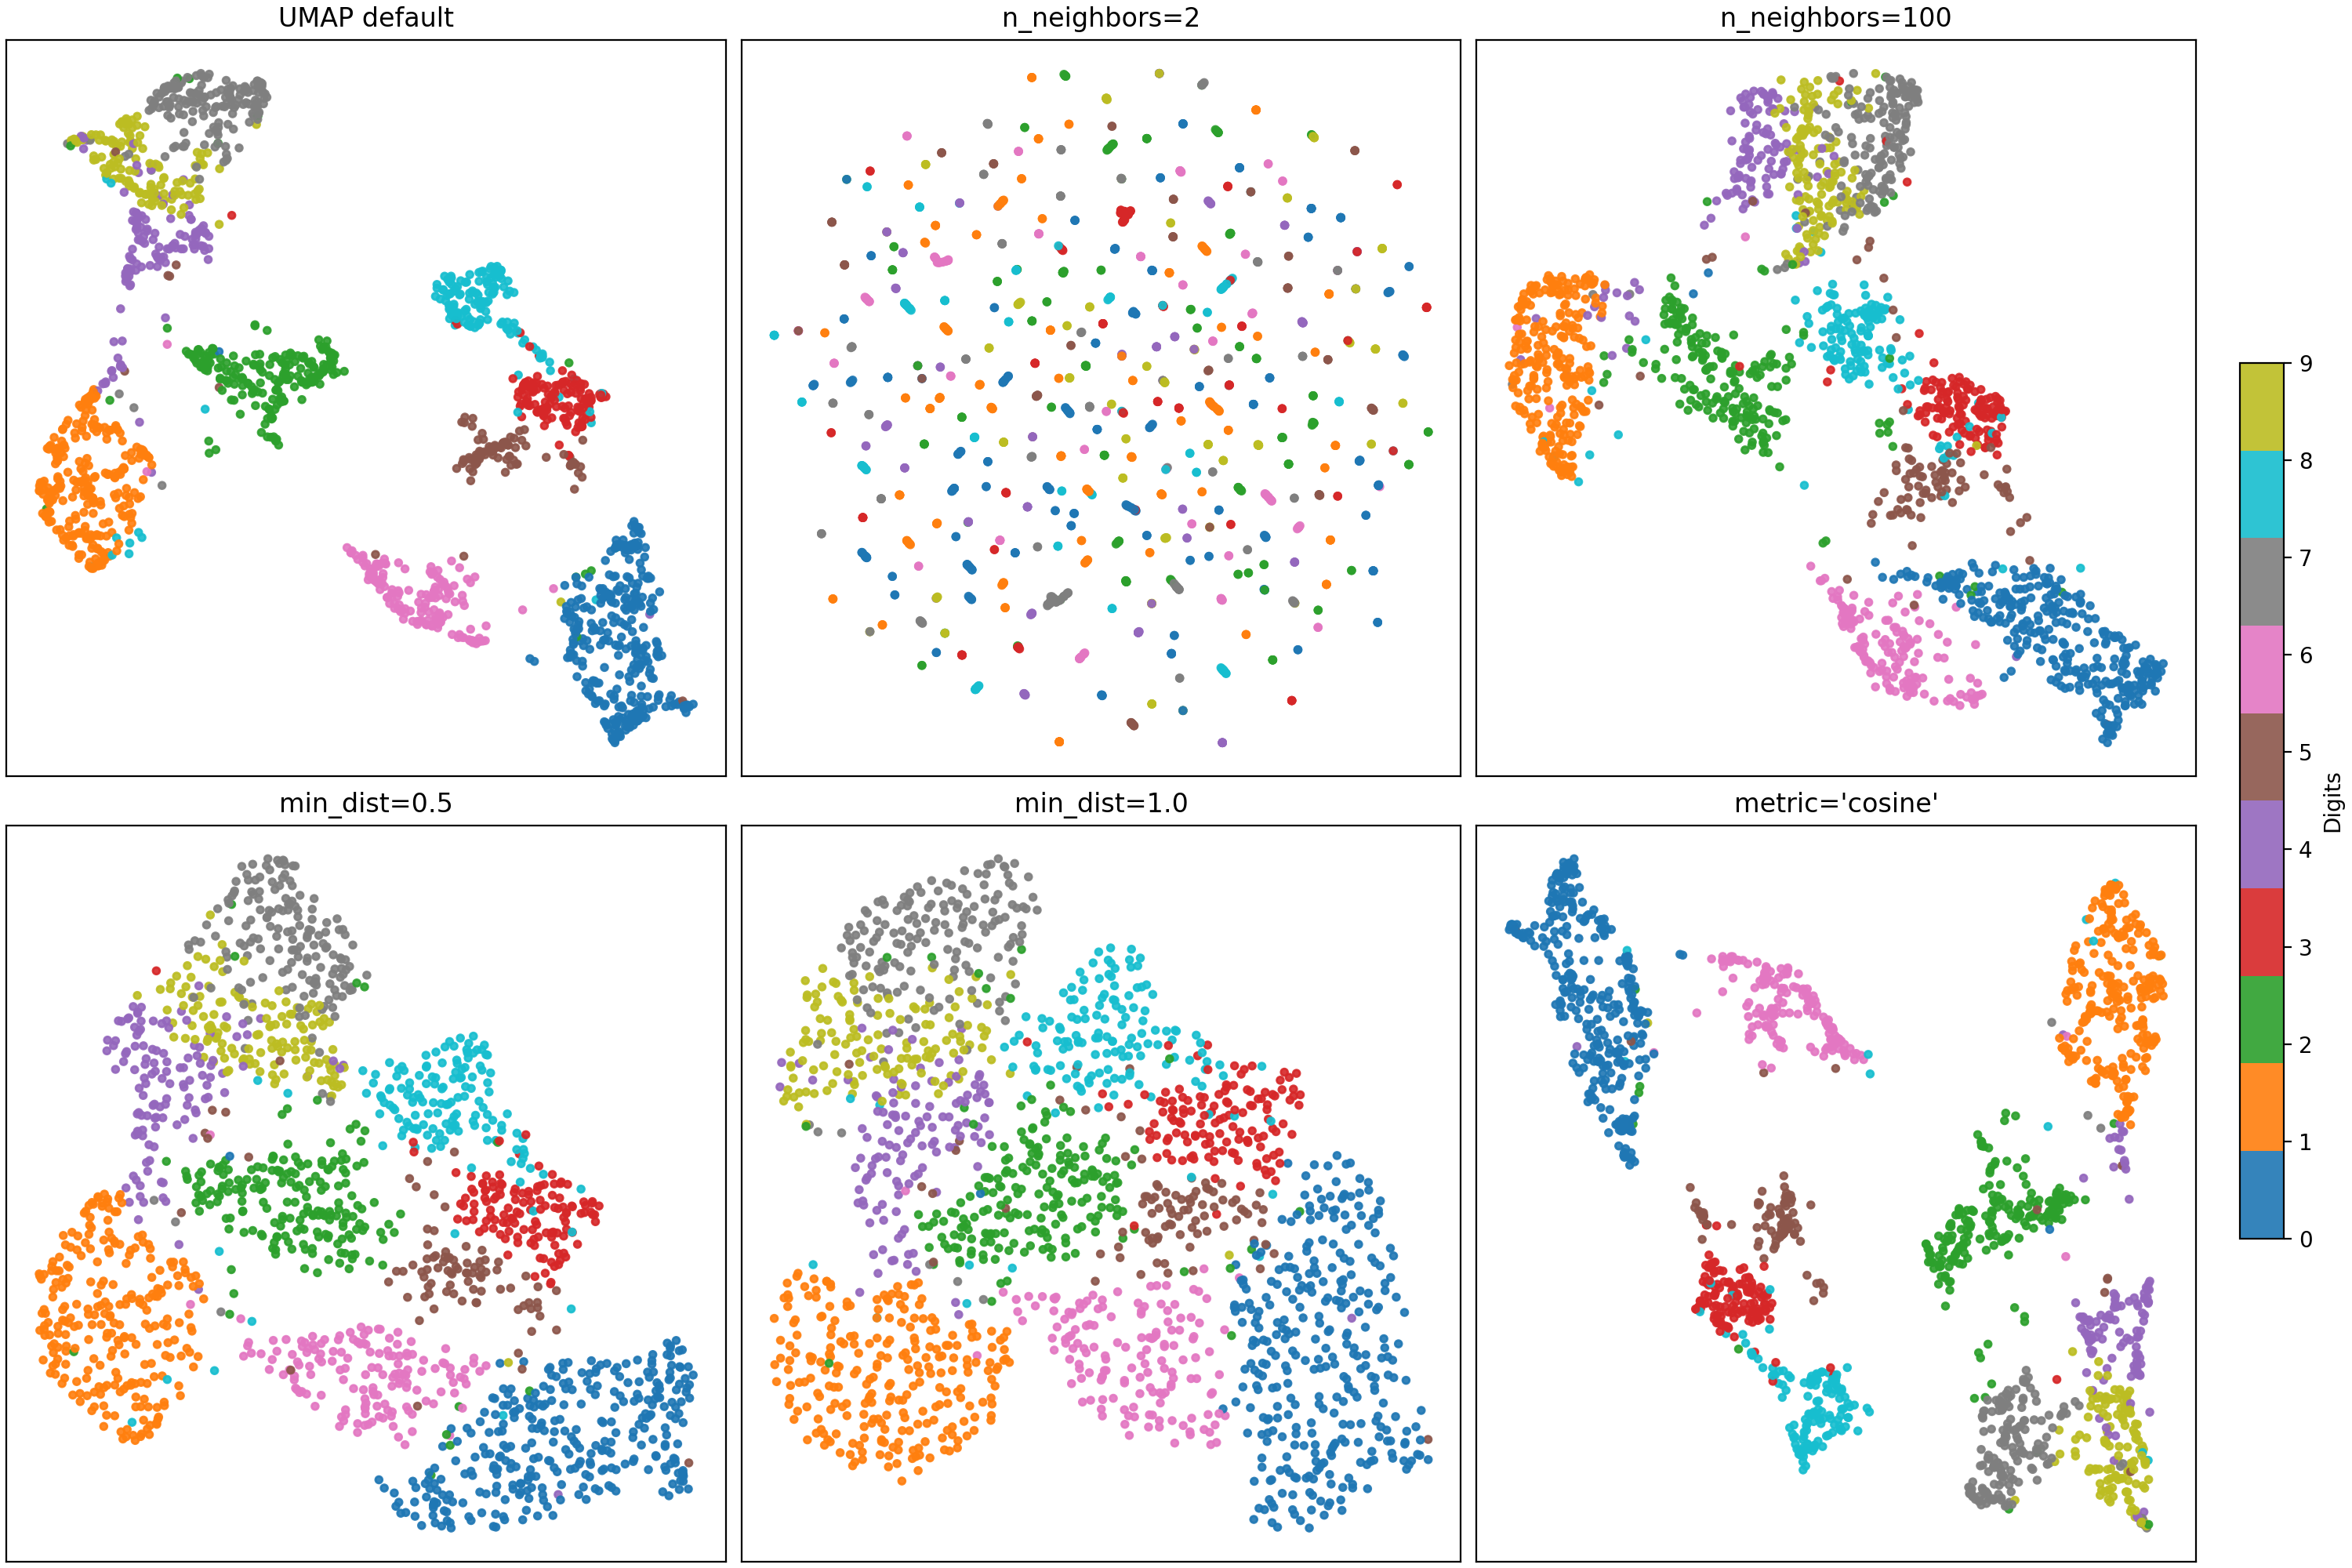 UMAP default
n_neighbors=2
n_neighbors=100
min_dist=0.5
min_dist=1.0
metric='cosine'
9
8
7
6
5
4
3
2
1
0
Digits